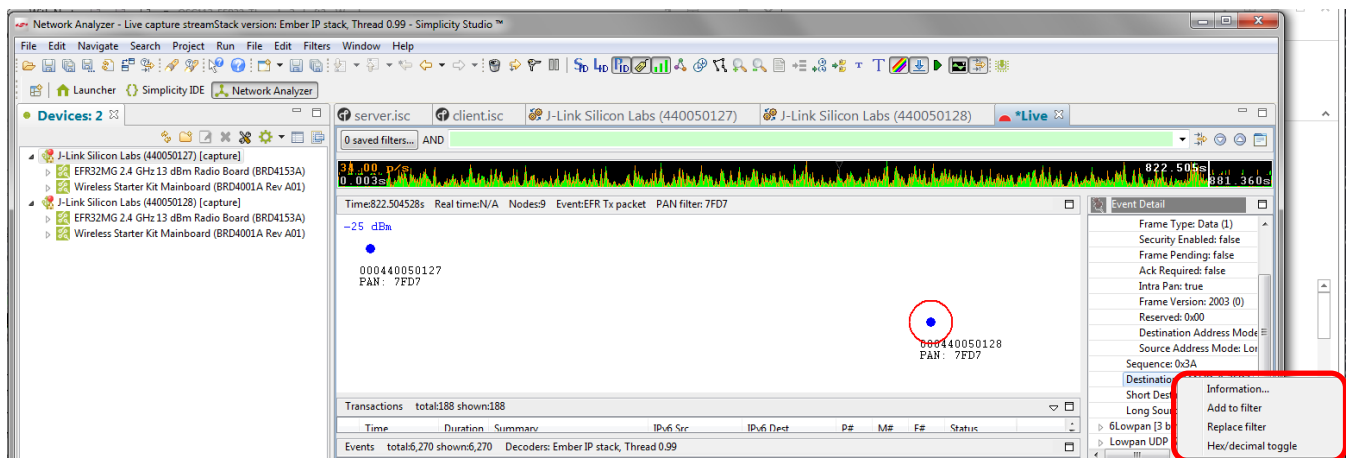 Network Analyzer - Live capture streamStack version: Ember IP stack, Thread 0.99 - Simplicity Studio ™
File Edit Navigate Search Project Run File Edit Filters Window Help
Launcher {} Simplicity IDE Network Analyzer
Devices: 2
server.isc client.isc J-Link Silicon Labs (440050127) J-Link Silicon Labs (440050128) *Live
0 saved filters... AND
J-Link Silicon Labs (440050127) [capture]
EFR32MG 2.4 GHz 13 dBm Radio Board (BRD4153A)
Wireless Starter Kit Mainboard (BRD4001A Rev A01)
J-Link Silicon Labs (440050128) [capture]
EFR32MG 2.4 GHz 13 dBm Radio Board (BRD4153A)
Wireless Starter Kit Mainboard (BRD4001A Rev A01)
p/s 822.505s
0.003s 881.360s
Time:822.504528s Real time:N/A Nodes:9 Event:EFR Tx packet PAN filter: 7FD7
-25 dBm
000440050127
PAN: 7FD7
000440050128
PAN: 7FD7
Transactions total:188 shown:188
Time Duration Summary IPv6 Src IPv6 Dest P# M# F# Status
Events total:6,270 shown:6,270 Decoders: Ember IP stack, Thread 0.99
Event Detail
Frame Type: Data (1)
Security Enabled: false
Frame Pending: false
Ack Required: false
Intra Pan: true
Frame Version: 2003 (0)
Reserved: 0x00
Destination Address Mode
Source Address Mode: Lon
Sequence: 0x3A
Destination
Short Dest
Long Sour
6Lowpan [3 b
Lowpan UDP
Information...
Add to filter
Replace filter
Hex/decimal toggle